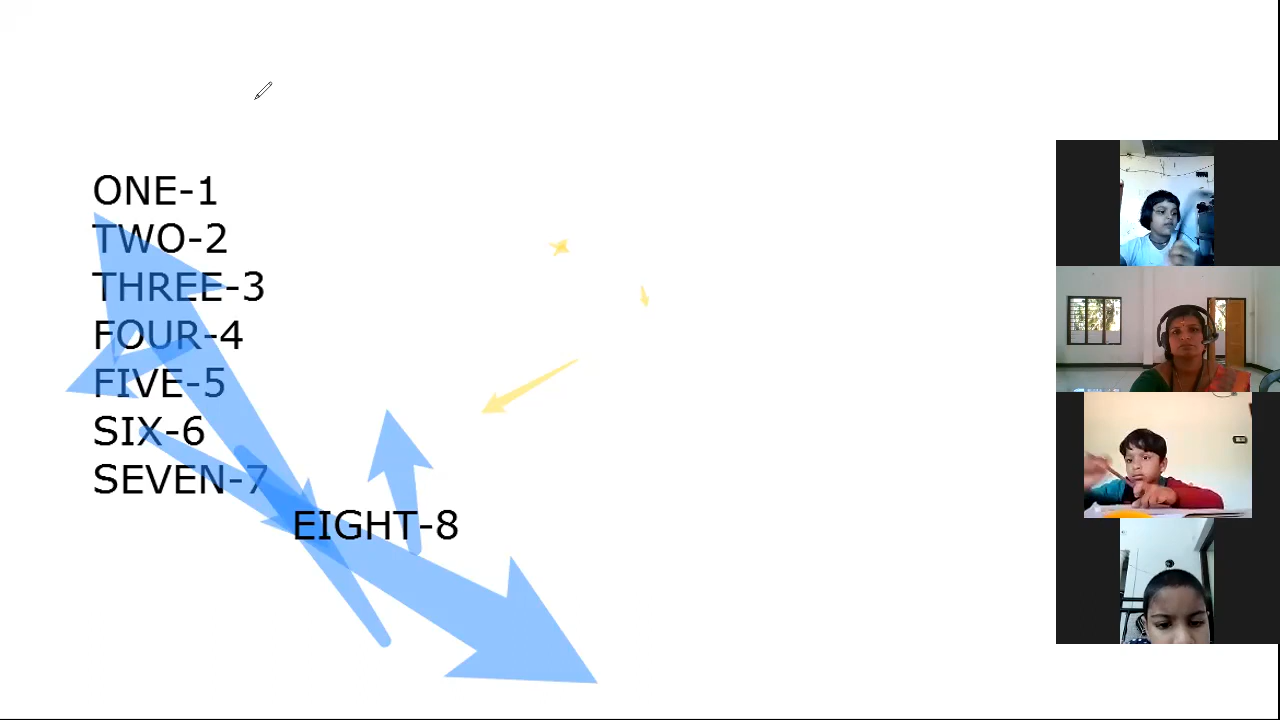 ONE-1
TWO-2
THREE-3
FOUR-4
FIVE-5
SIX-6
SEVEN-7
EIGHT-8